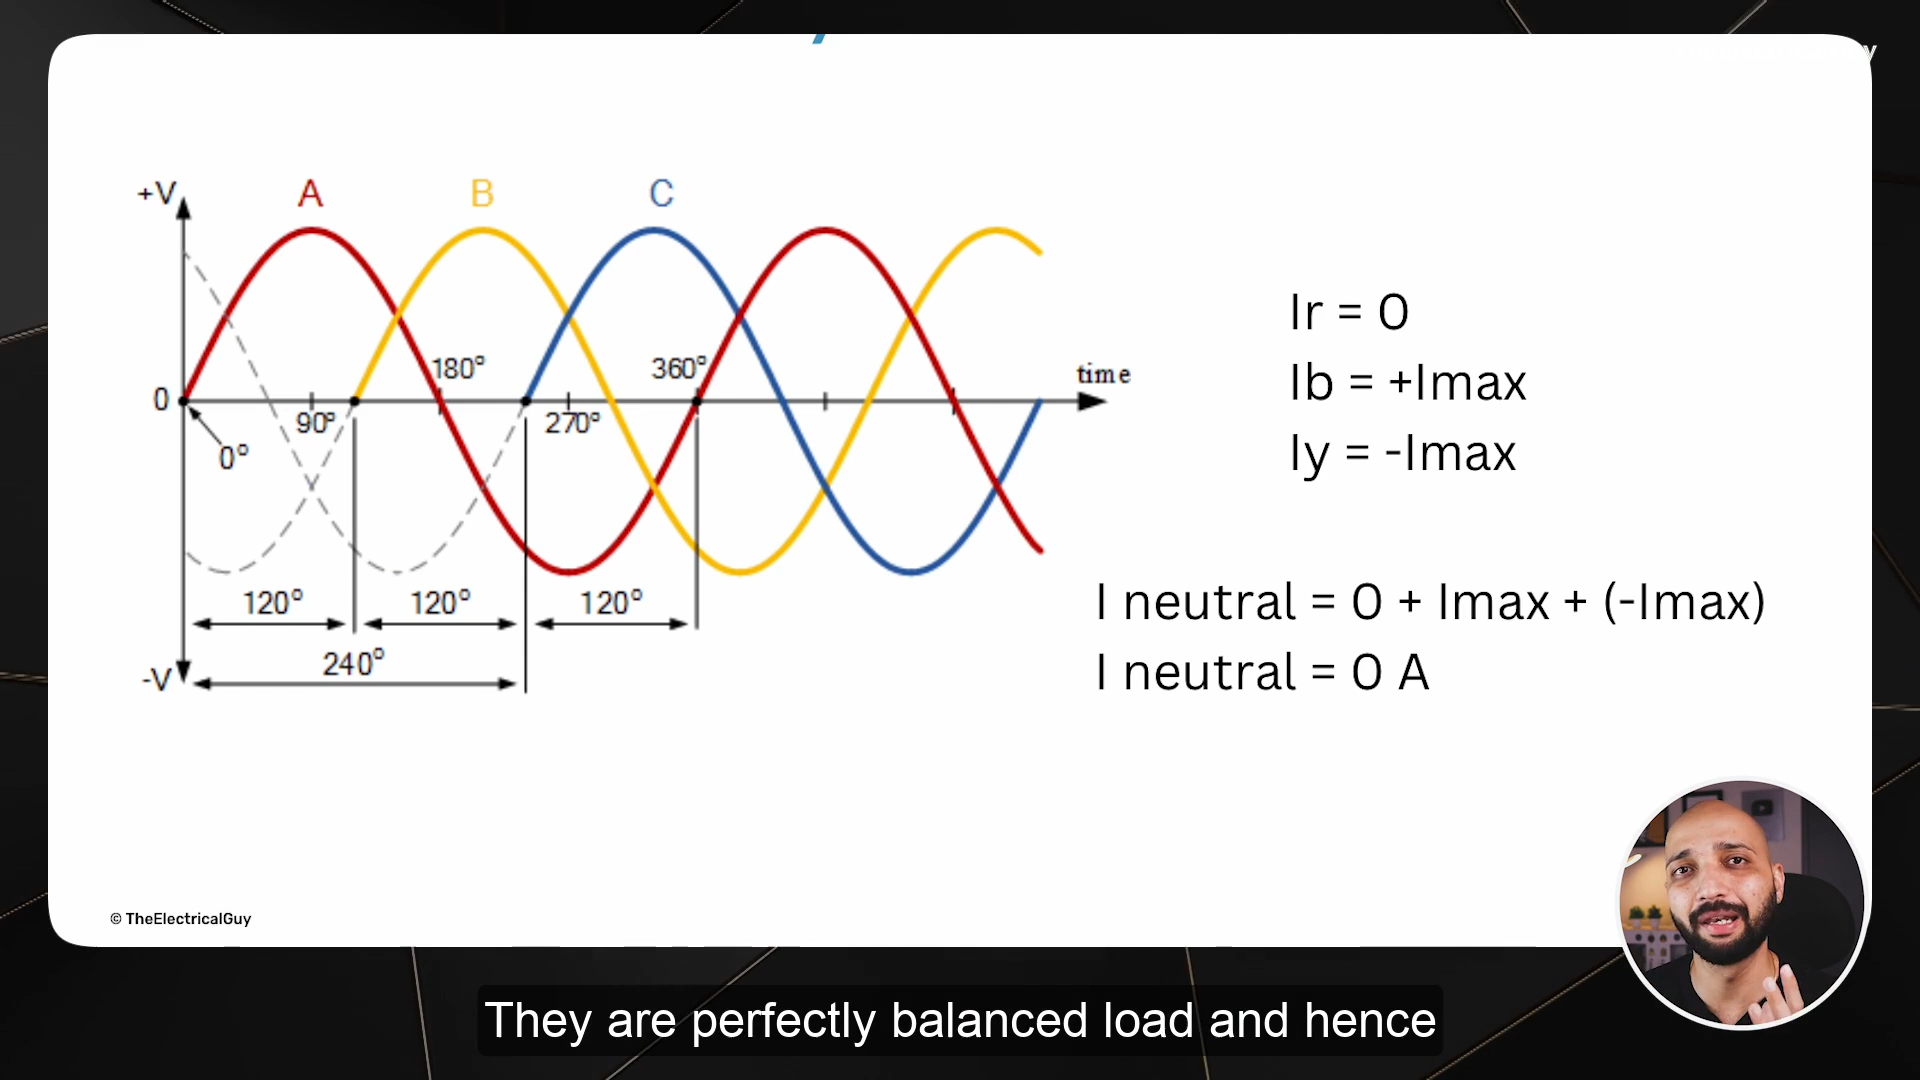 y
+V
A
B
C
180°
360°
time
0
90°
270°
0°
120°
120°
120°
240°
-V
Ir = 0
Ib = +Imax
Iy = -Imax
I neutral = 0 + Imax + (-Imax)
I neutral = 0 A
© TheElectricalGuy
They are perfectly balanced load and hence